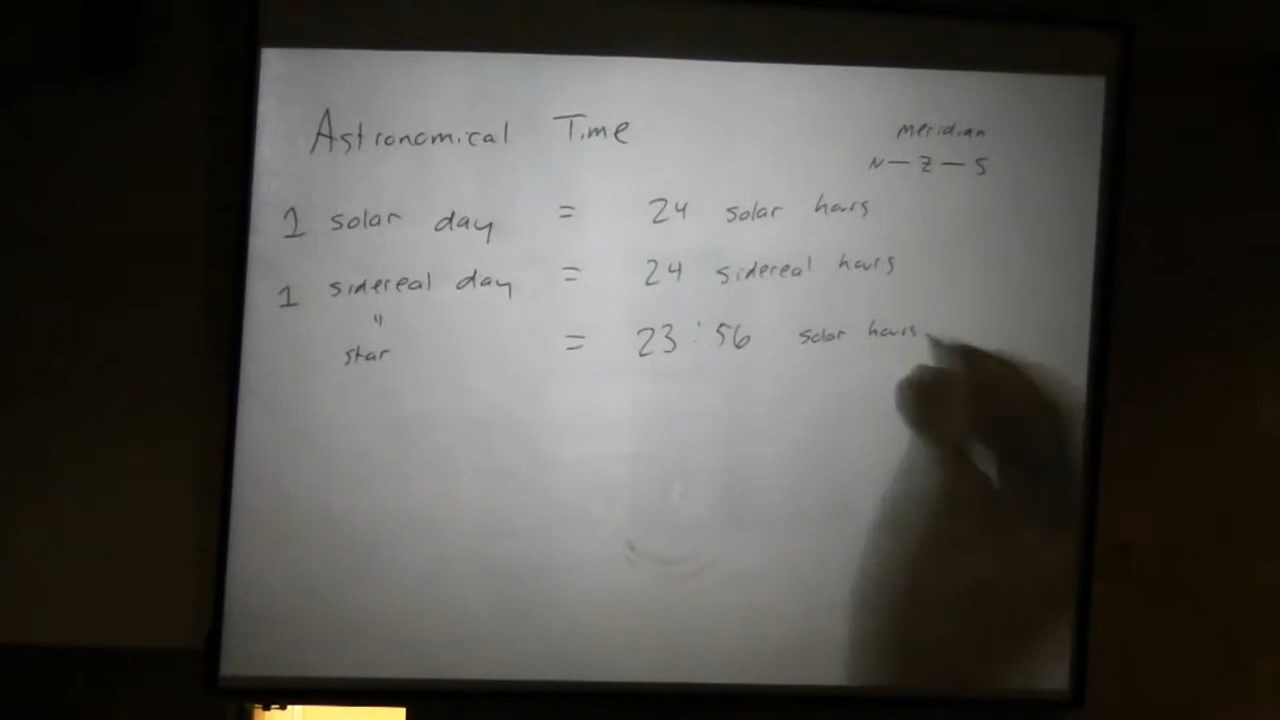 Astronomical Time
Meridian
N — Z — S
1 solar day = 24 solar hours
1 sidereal day = 24 sidereal hours
"
star = 23:56 solar hours